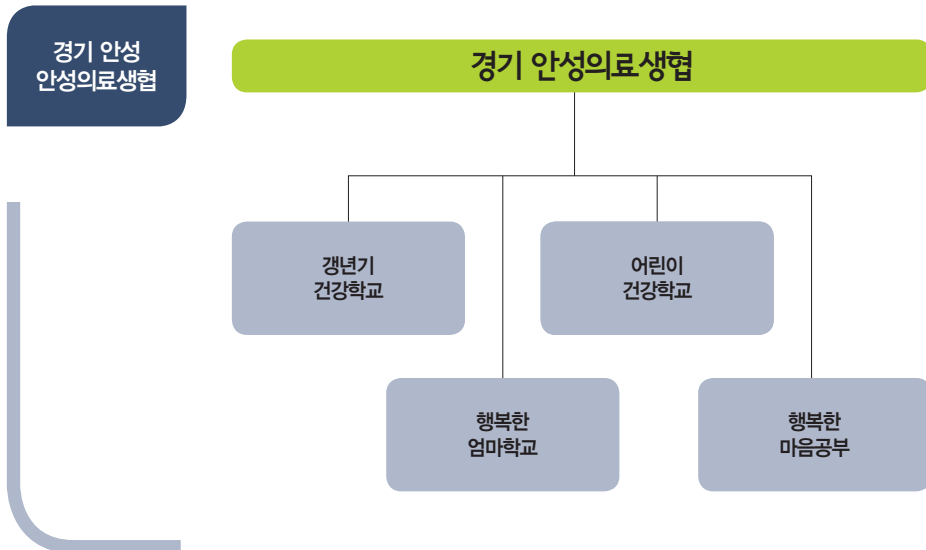 경기 안성
안성의료생협
경기 안성의료생협
갱년기
건강학교
어린이
건강학교
행복한
엄마학교
행복한
마음공부